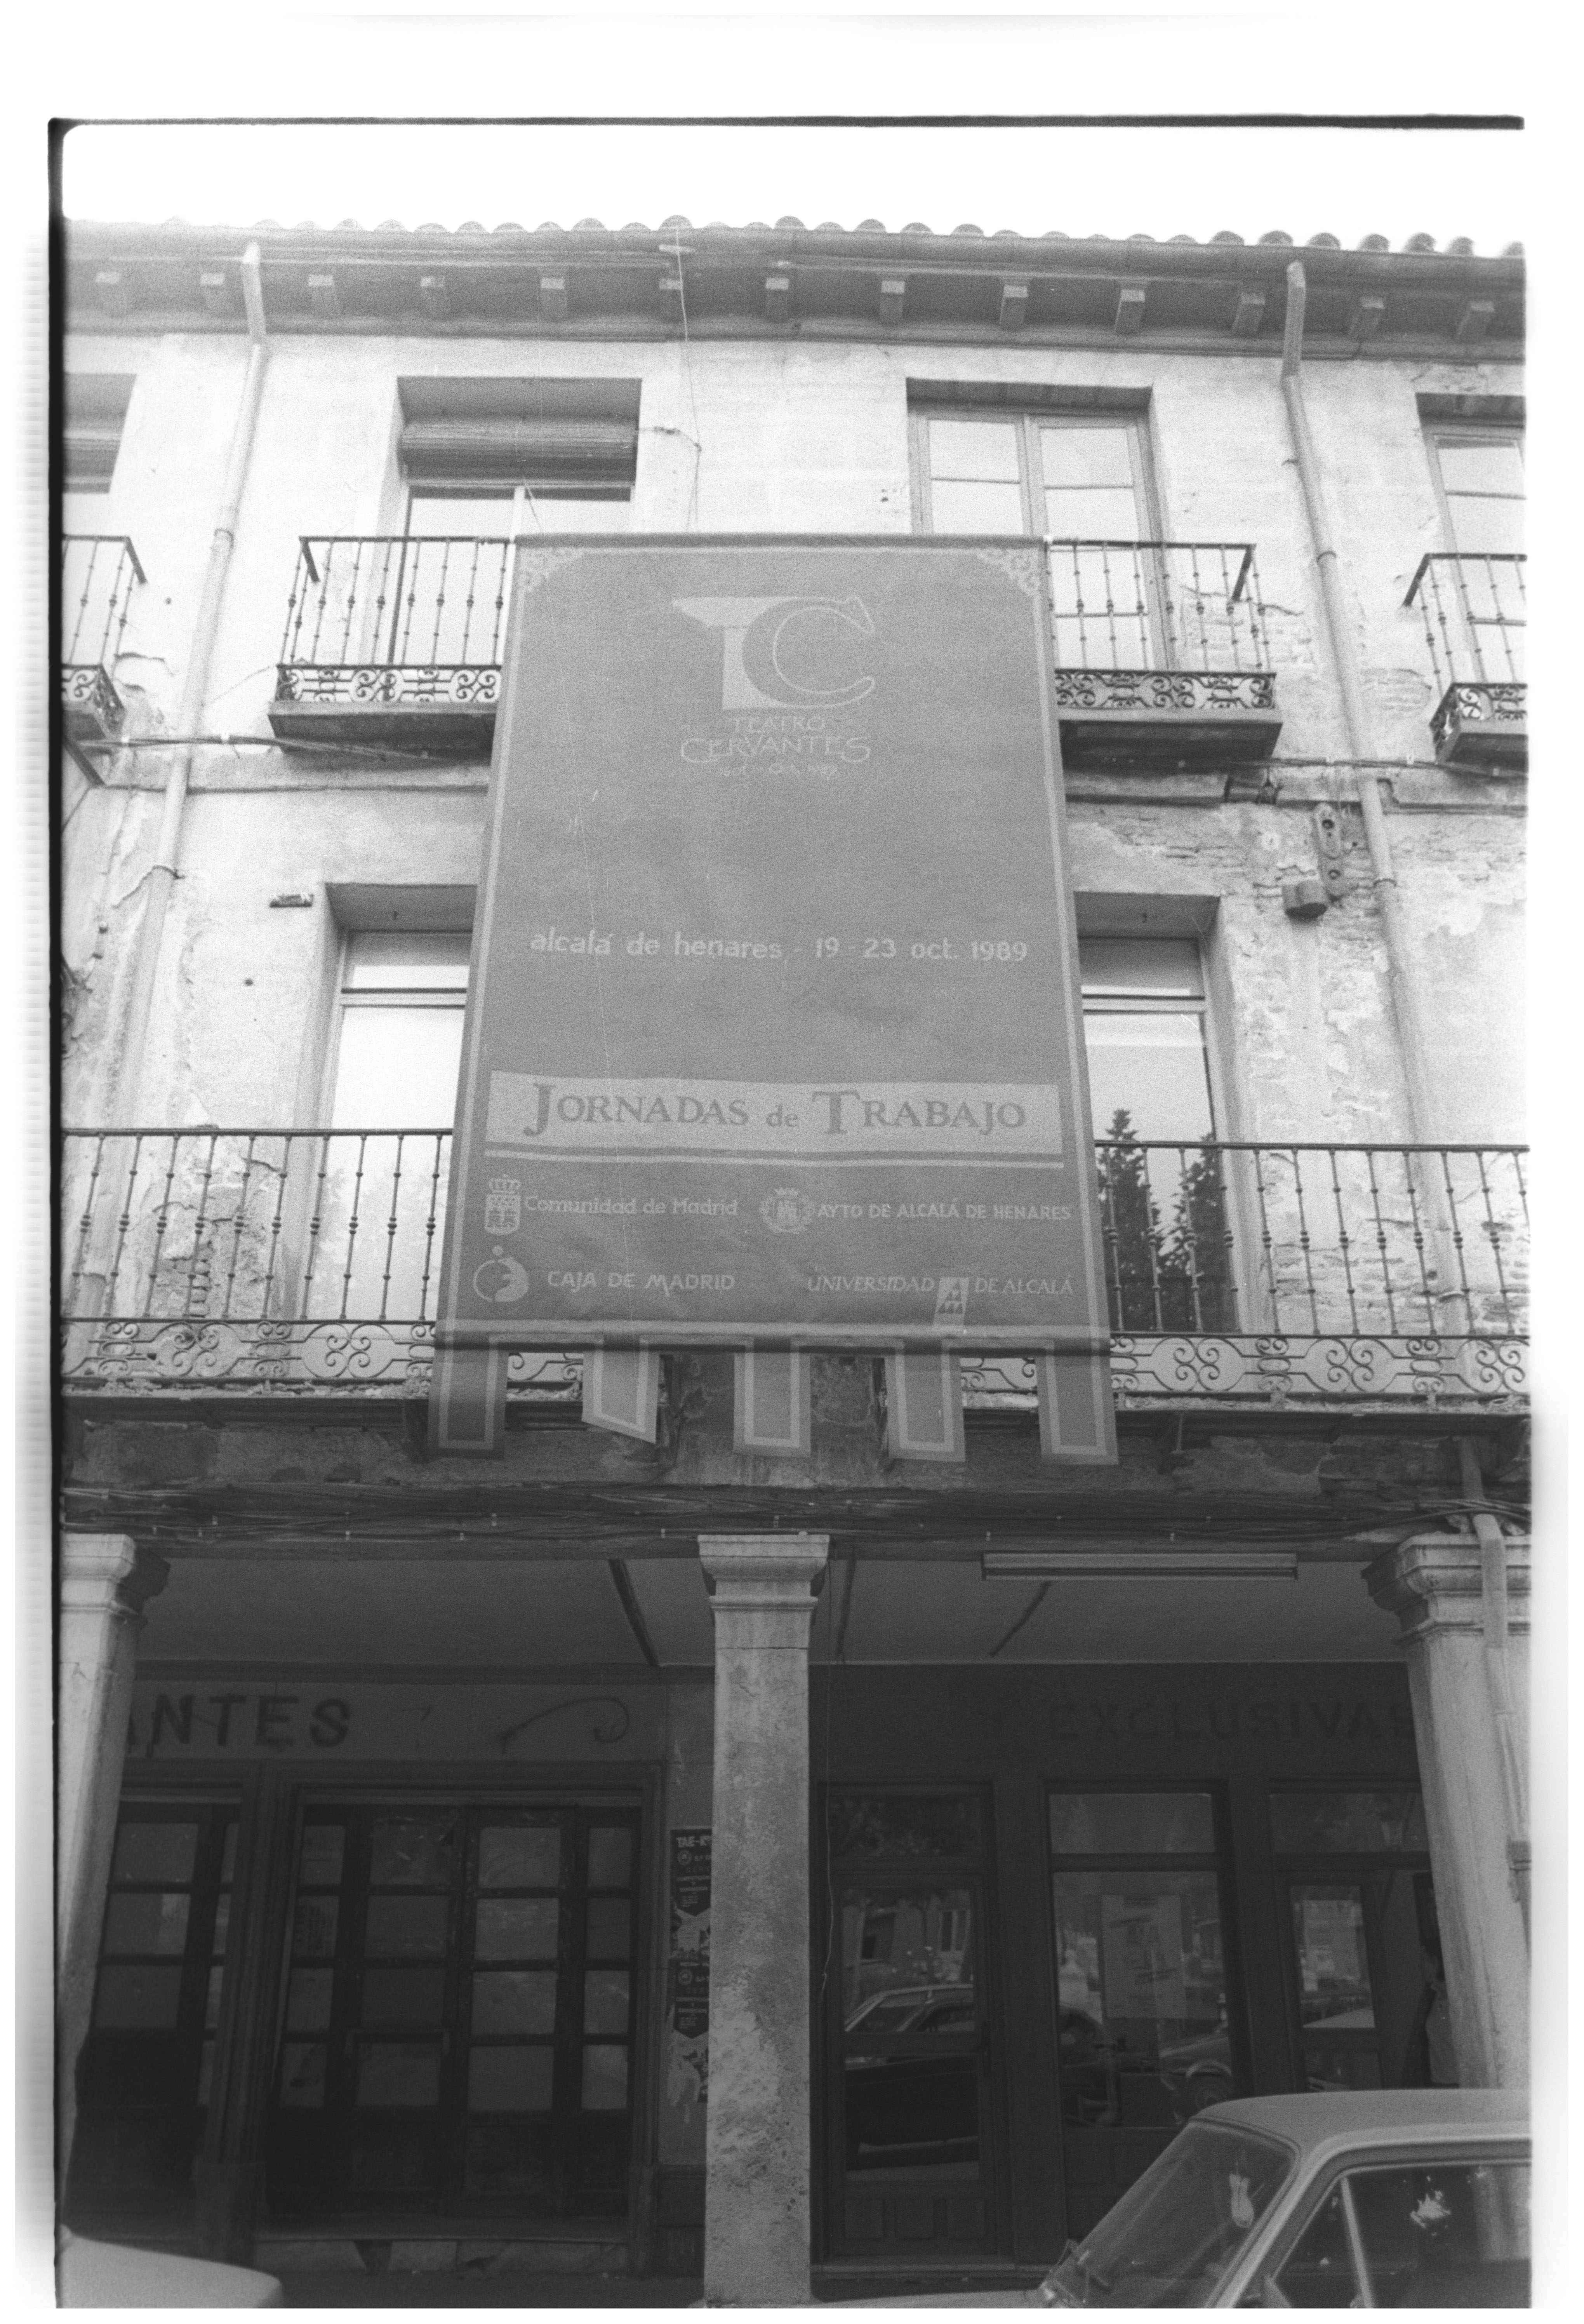 TC
TEATRO
CERVANTES
alcalá de henares, - 19 - 23 oct. 1989
JORNADAS de TRABAJO
Comunidad de Madrid
AYTO DE ALCALÁ DE HENARES
CAJA DE MADRID
UNIVERSIDAD DE ALCALÁ
ANTES
EXCLUSIVAS